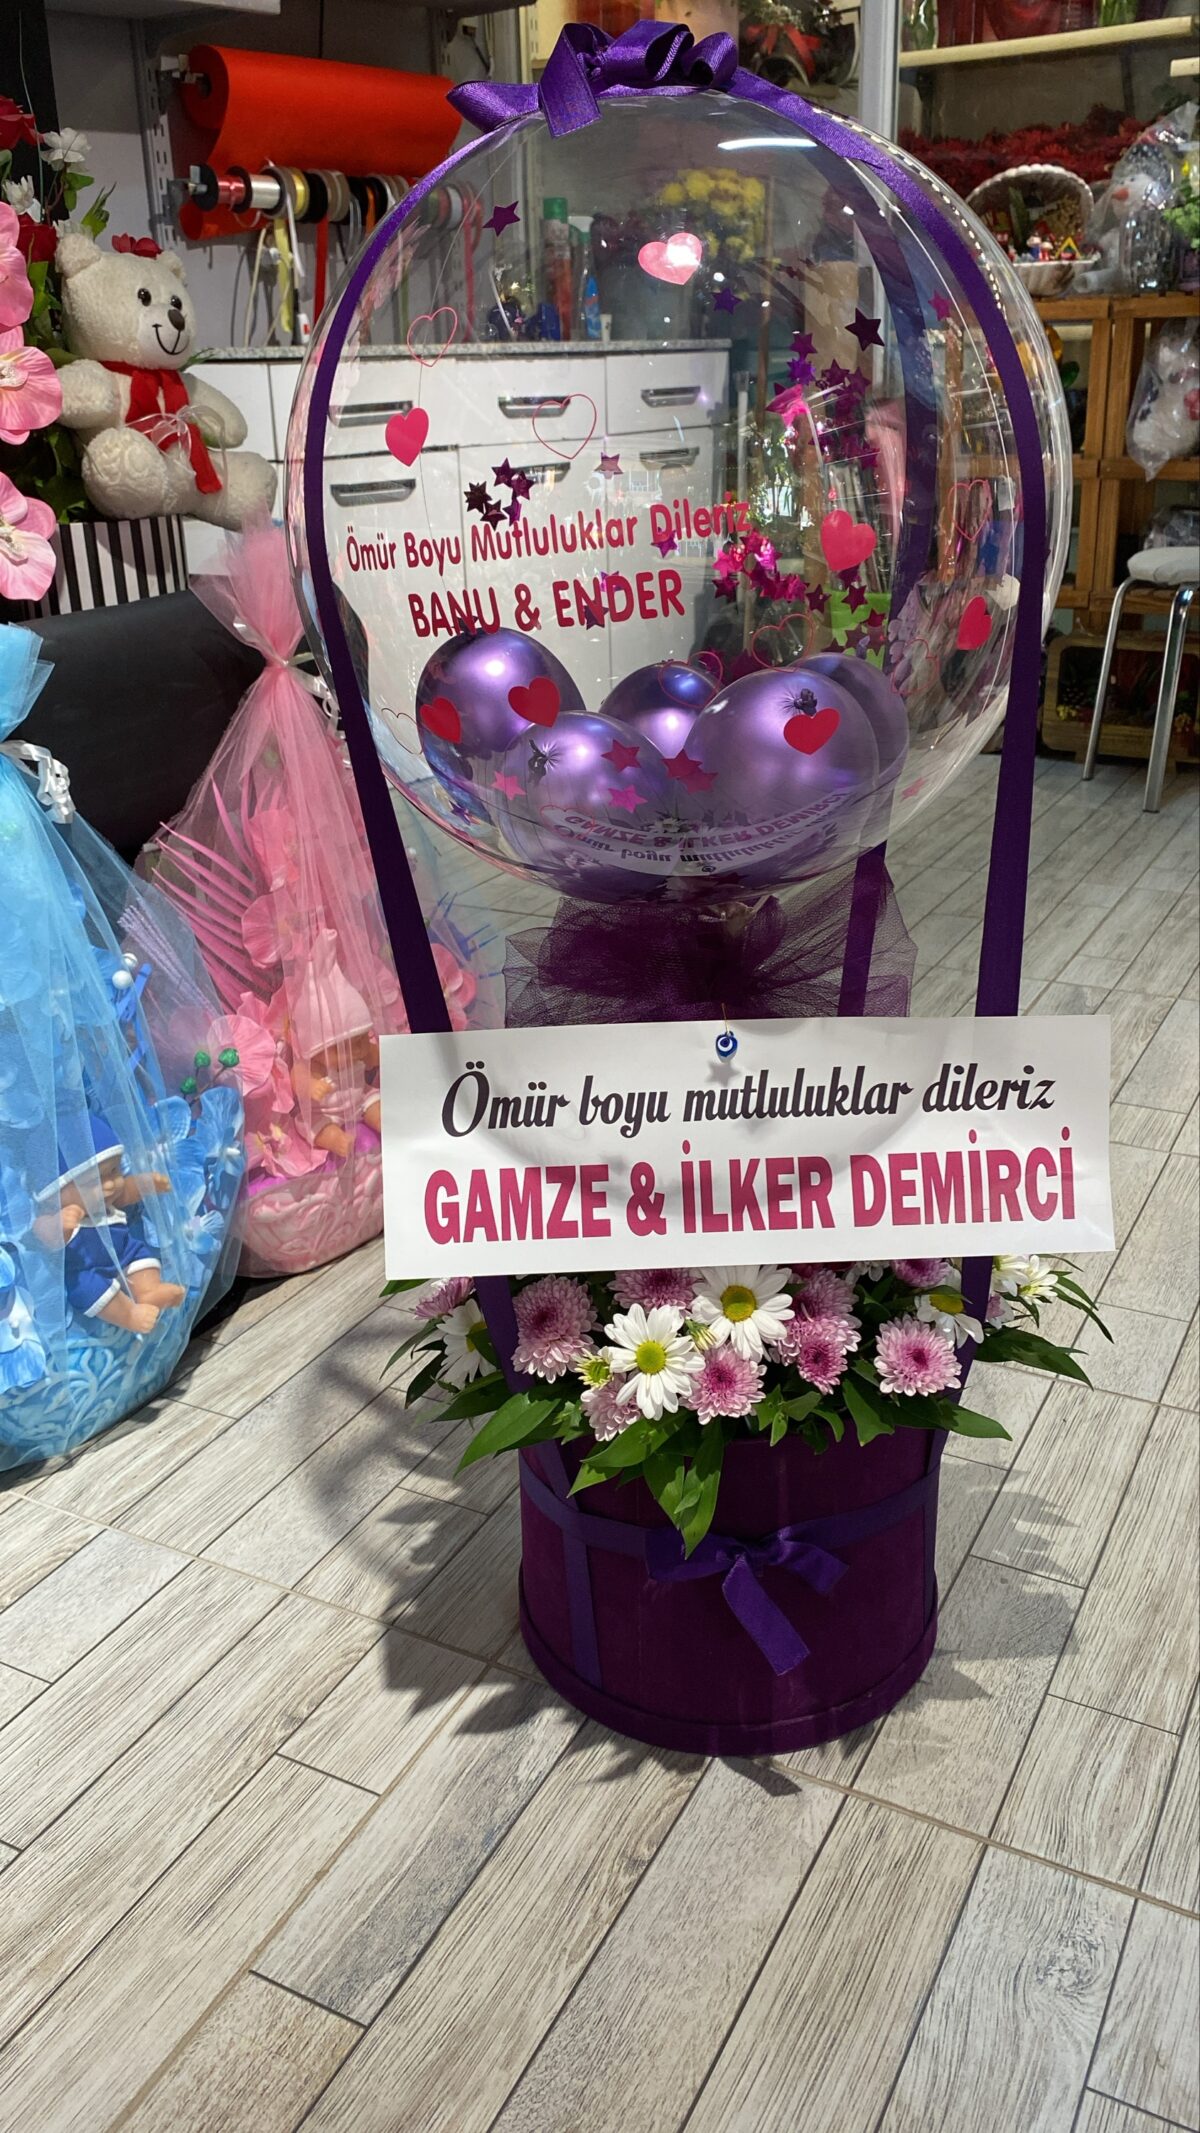 Ömür Boyu Mutluluklar Dileriz
BANU & ENDER
Ömür boyu mutluluklar dileriz
GAMZE & İLKER DEMİRCİ